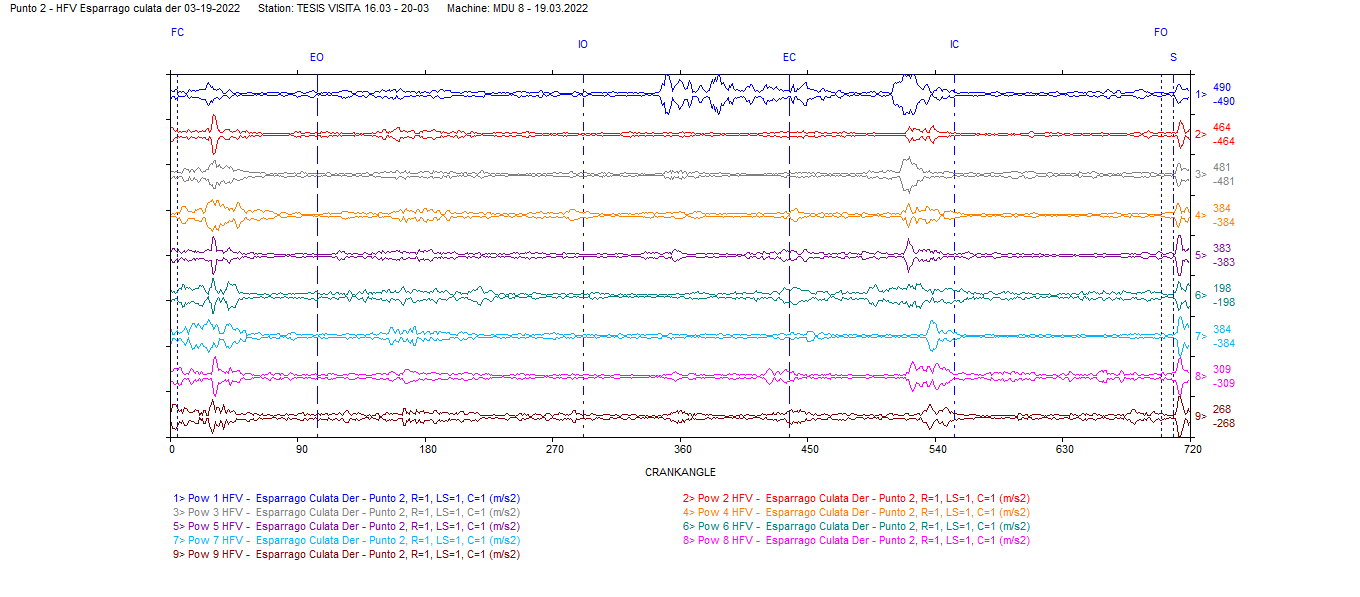 Punto 2 - HFV Esparrago culata der 03-19-2022 Station: TESIS VISITA 16.03 - 20-03 Machine: MDU 8 - 19.03.2022
FC FO
IO IC
EO EC S
1> 490
-490
2> 464
-464
3> 481
-481
4> 384
-384
5> 383
-383
6> 198
-198
7> 384
-384
8> 309
-309
9> 268
-268
0 90 180 270 360 450 540 630 720
CRANKANGLE
1> Pow 1 HFV - Esparrago Culata Der - Punto 2, R=1, LS=1, C=1 (m/s2) 2> Pow 2 HFV - Esparrago Culata Der - Punto 2, R=1, LS=1, C=1 (m/s2)
3> Pow 3 HFV - Esparrago Culata Der - Punto 2, R=1, LS=1, C=1 (m/s2) 4> Pow 4 HFV - Esparrago Culata Der - Punto 2, R=1, LS=1, C=1 (m/s2)
5> Pow 5 HFV - Esparrago Culata Der - Punto 2, R=1, LS=1, C=1 (m/s2) 6> Pow 6 HFV - Esparrago Culata Der - Punto 2, R=1, LS=1, C=1 (m/s2)
7> Pow 7 HFV - Esparrago Culata Der - Punto 2, R=1, LS=1, C=1 (m/s2) 8> Pow 8 HFV - Esparrago Culata Der - Punto 2, R=1, LS=1, C=1 (m/s2)
9> Pow 9 HFV - Esparrago Culata Der - Punto 2, R=1, LS=1, C=1 (m/s2)